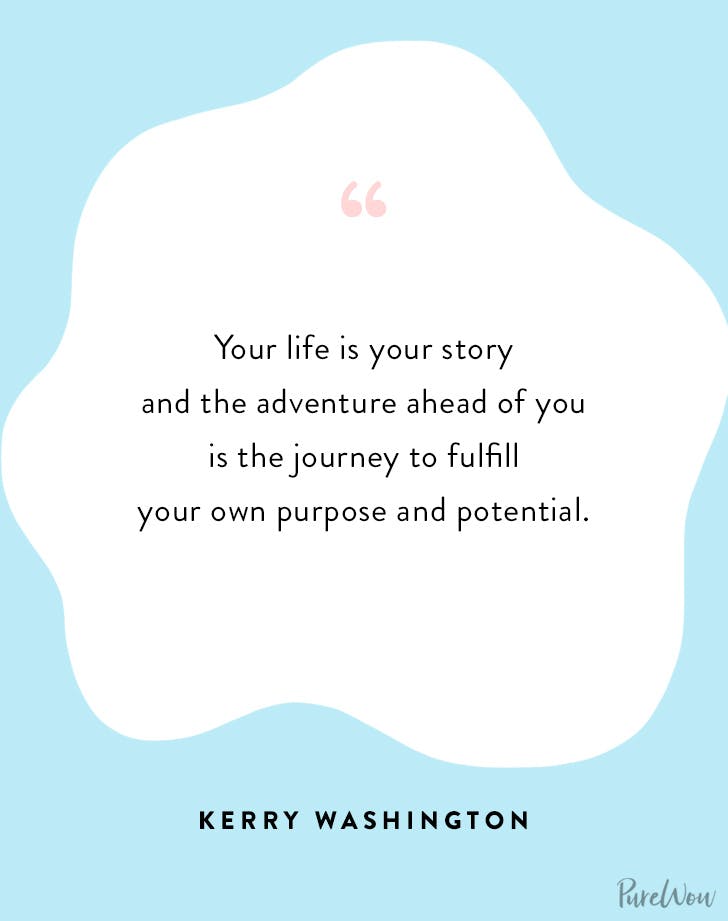 “
Your life is your story
and the adventure ahead of you
is the journey to fulfill
your own purpose and potential.
KERRY WASHINGTON
PureWow